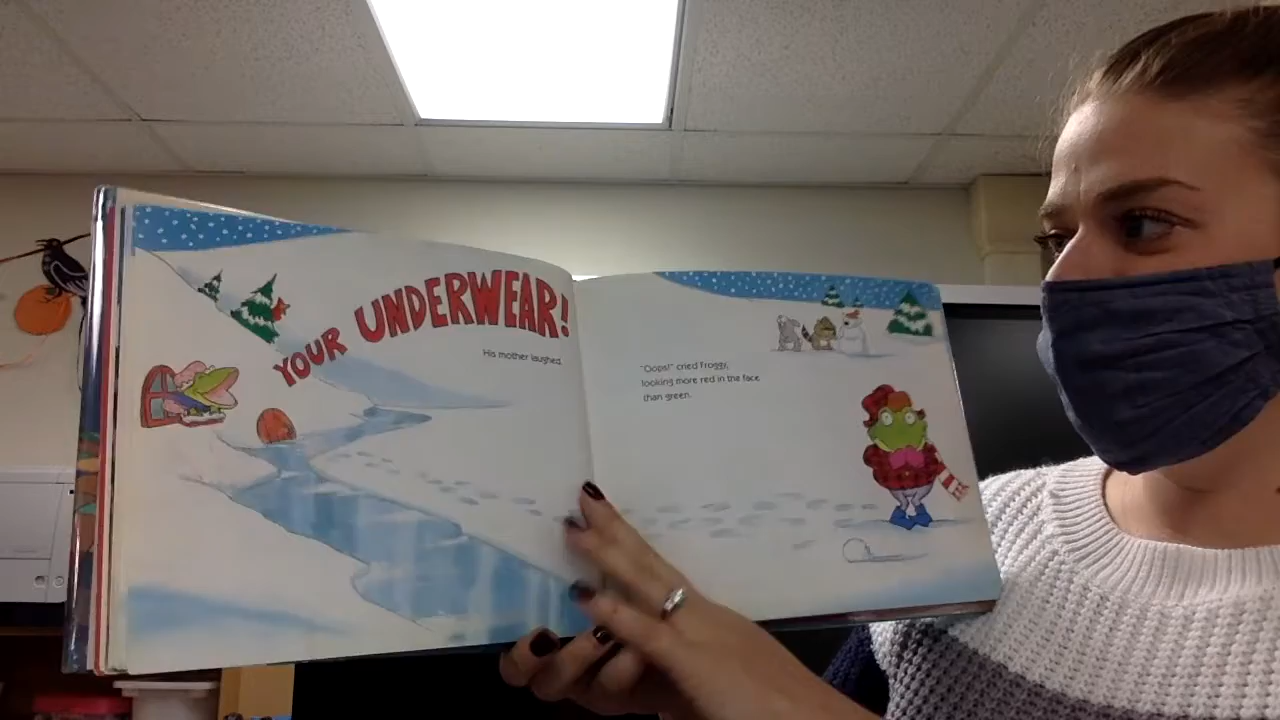 YOUR UNDERWEAR!
His mother laughed.
"Oops!" cried Froggy,
looking more red in the face
than green.